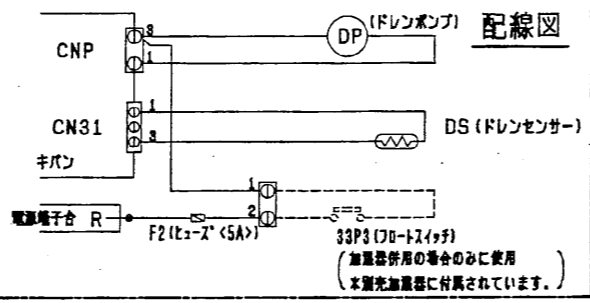 配線図
CNP
3
DP
(ドレンポンプ)
1
CN31
1
3
DS (ドレンセンサー)
キバン
1
電源端子台 R
2
F2(ヒューズ <5A>)
33P3 (フロートスイッチ)
(加湿器併用の場合のみに使用
*別売加湿器に付属されています。)